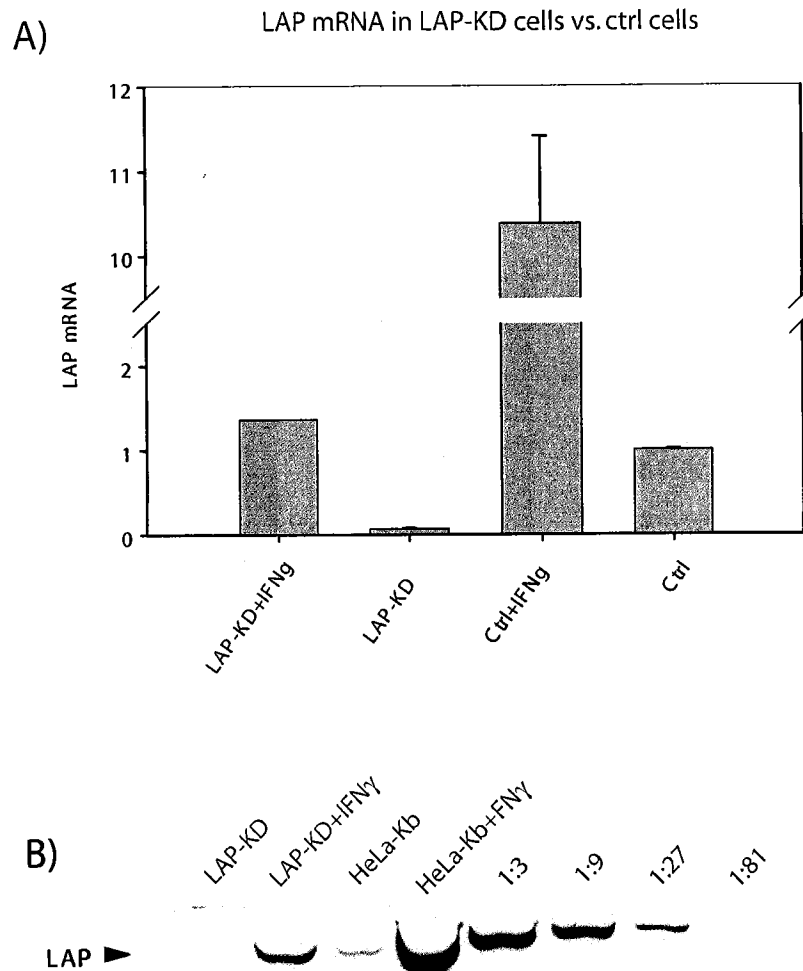 A)
LAP mRNA in LAP-KD cells vs. ctrl cells
12
11
10
2
1
0
LAP mRNA
LAP-KD+IFNg
LAP-KD
Ctrl+IFNg
Ctrl
B)
LAP-KD
LAP-KD+IFNγ
HeLa-Kb
HeLa-Kb+FNγ
1:3
1:9
1:27
1:81
LAP